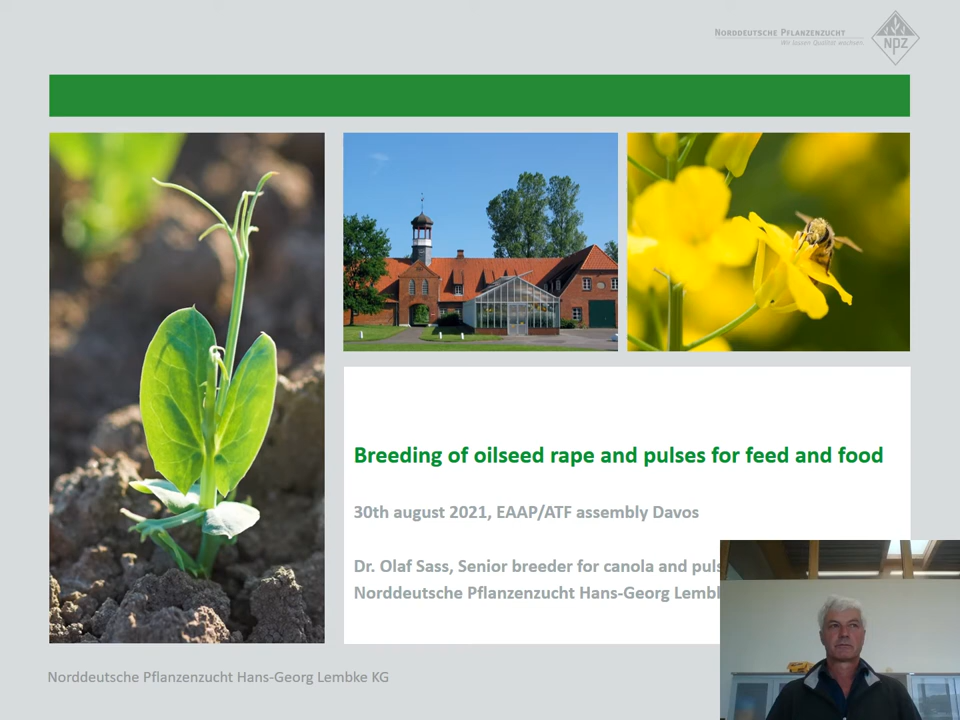 Norddeutsche Pflanzenzucht
Wir lassen Qualität wachsen.
npz
Breeding of oilseed rape and pulses for feed and food
30th august 2021, EAAP/ATF assembly Davos
Dr. Olaf Sass, Senior breeder for canola and puls
Norddeutsche Pflanzenzucht Hans-Georg Lembk
Norddeutsche Pflanzenzucht Hans-Georg Lembke KG